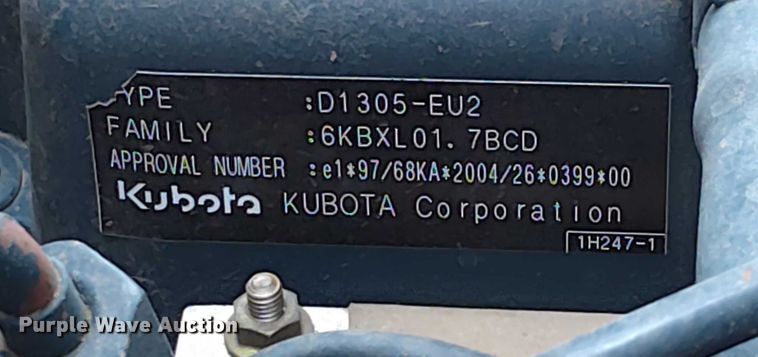 YPE :D1305-EU2
FAMILY :6KBXL01.7BCD
APPROVAL NUMBER :e1*97/68KA*2004/26*0399*00
Kubota KUBOTA Corporation
1H247-1
Purple Wave Auction